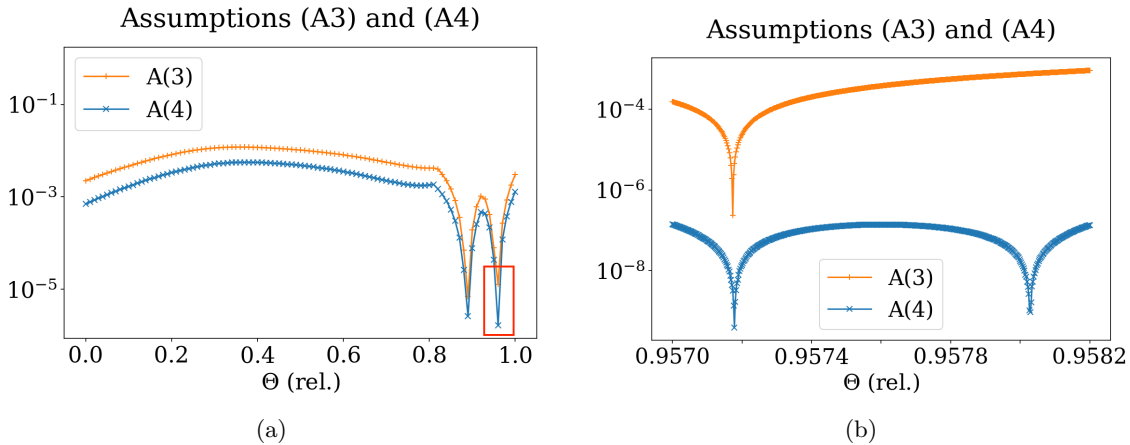 Assumptions (A3) and (A4)
A(3)
A(4)
10⁻¹
10⁻³
10⁻⁵
0.0 0.2 0.4 0.6 0.8 1.0
Θ (rel.)
(a)
Assumptions (A3) and (A4)
10⁻⁴
10⁻⁶
10⁻⁸
A(3)
A(4)
0.9570 0.9574 0.9578 0.9582
Θ (rel.)
(b)